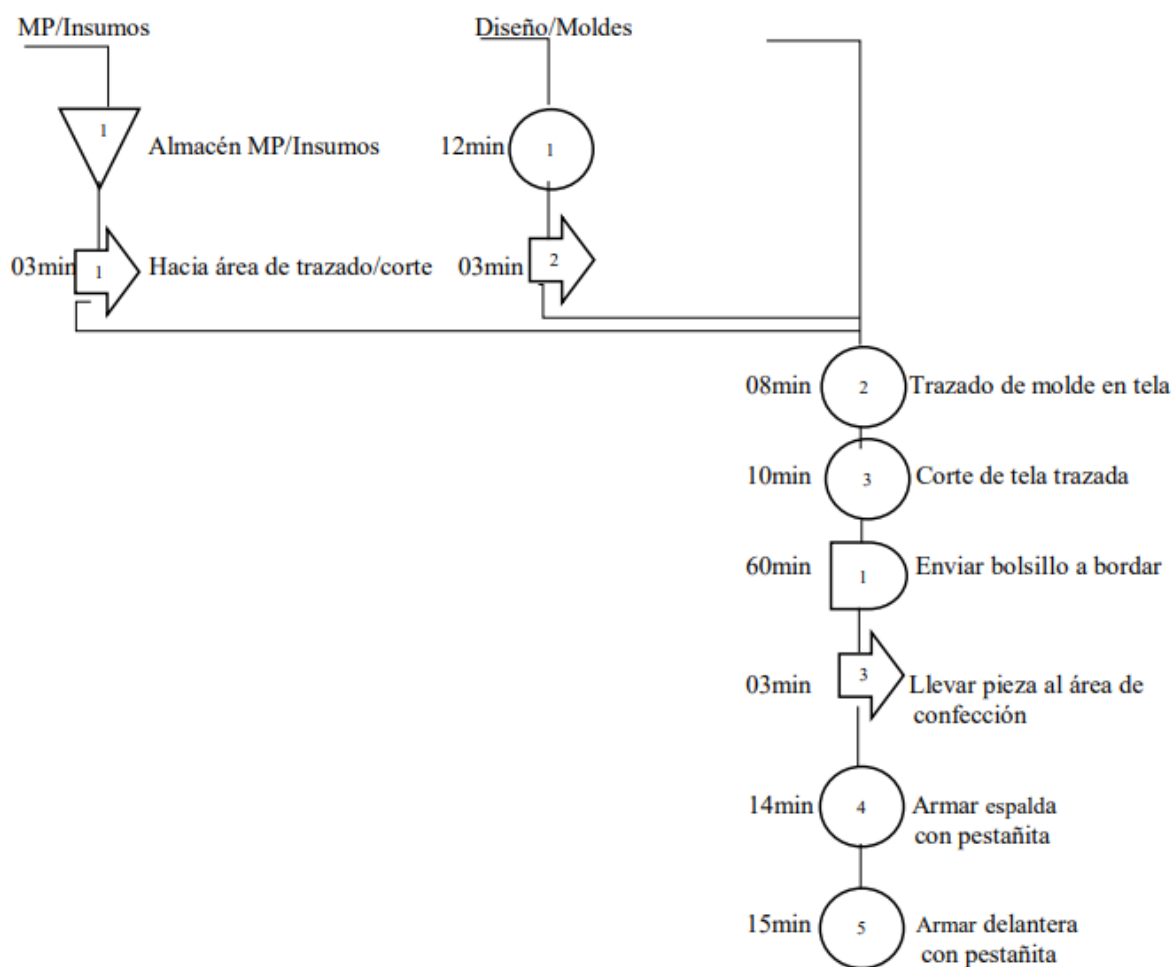 MP/Insumos
Diseño/Moldes
1
Almacén MP/Insumos
12min
1
03min
1
Hacia área de trazado/corte
03min
2
08min
2
Trazado de molde en tela
10min
3
Corte de tela trazada
60min
1
Enviar bolsillo a bordar
03min
3
Llevar pieza al área de
confección
14min
4
Armar espalda
con pestañita
15min
5
Armar delantera
con pestañita